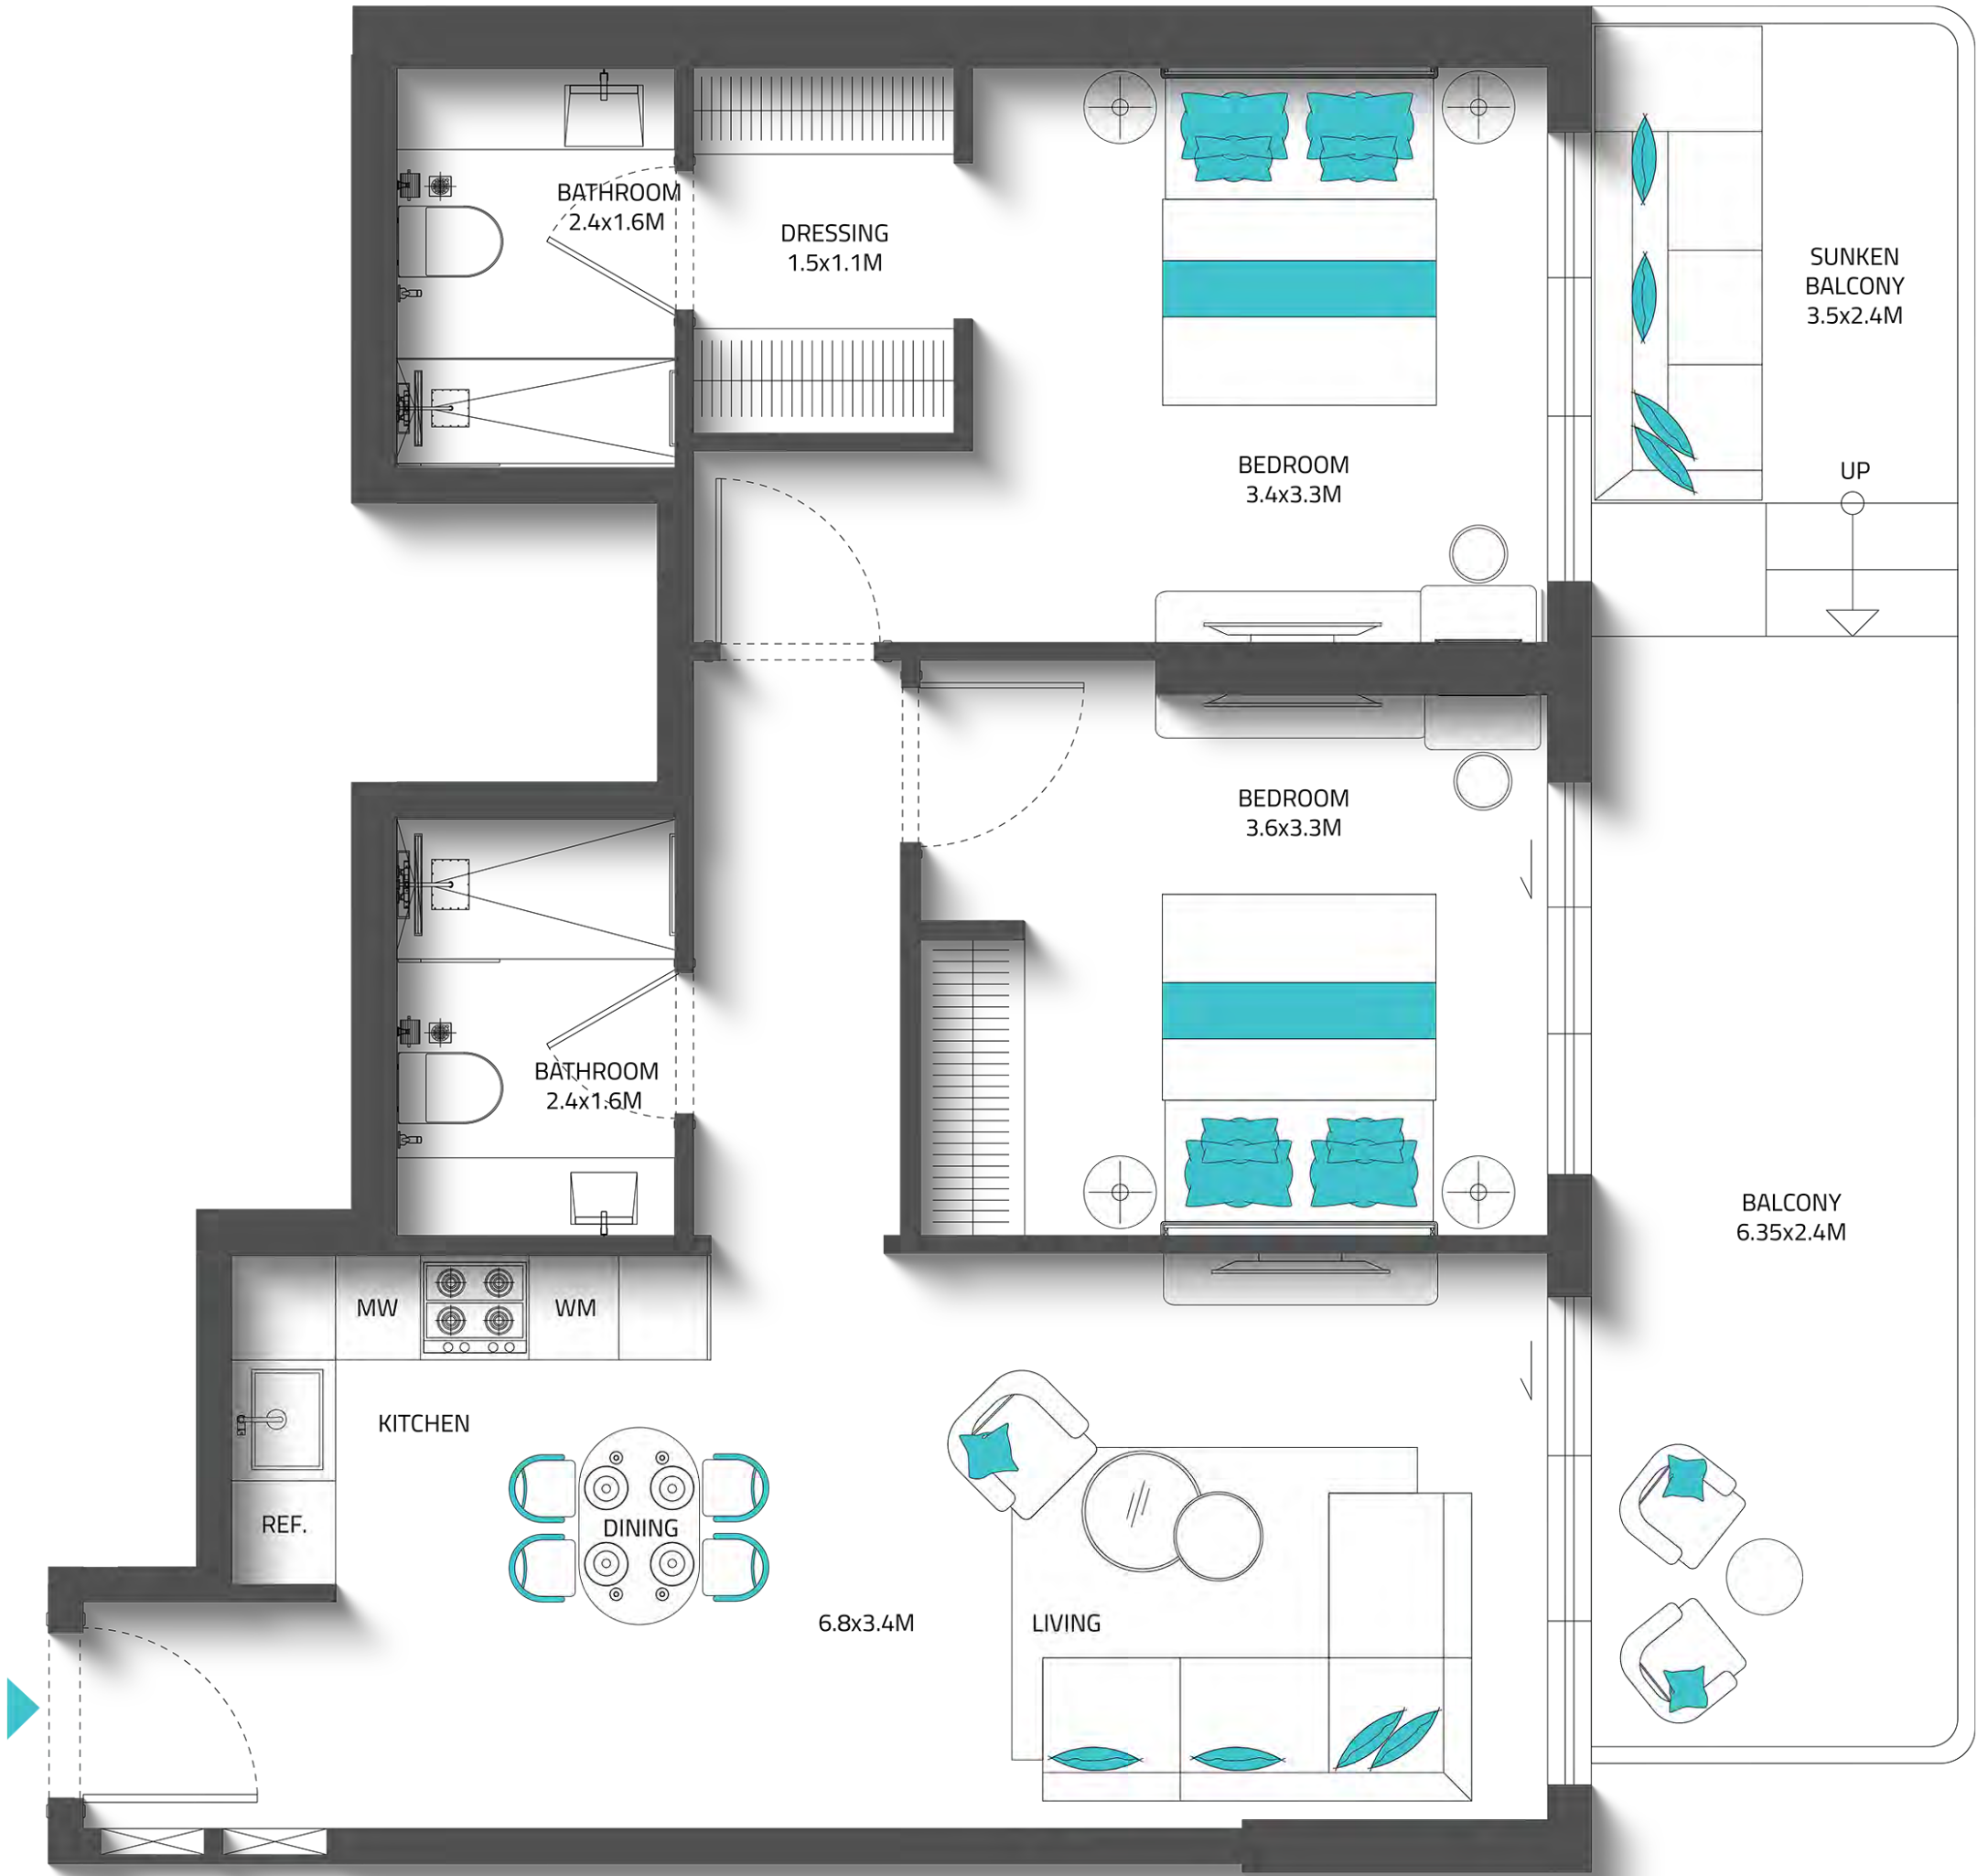 BATHROOM
2.4x1.6M
DRESSING
1.5x1.1M
SUNKEN
BALCONY
3.5x2.4M
BEDROOM
3.4x3.3M
UP
BEDROOM
3.6x3.3M
BATHROOM
2.4x1.6M
BALCONY
6.35x2.4M
MW
WM
KITCHEN
REF.
DINING
6.8x3.4M
LIVING